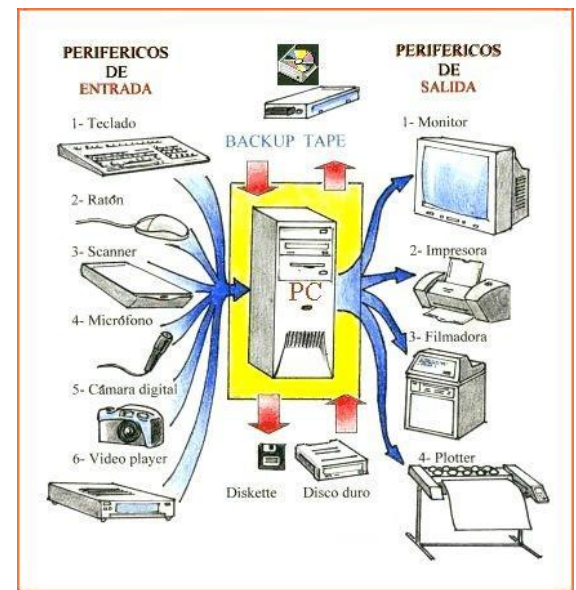 PERIFERICOS
DE
ENTRADA
1- Teclado
2- Ratón
3- Scanner
4- Micrófono
5- Cámara digital
6- Video player
BACKUP TAPE
PC
Diskette
Disco duro
PERIFERICOS
DE
SALIDA
1- Monitor
2- Impresora
3- Filmadora
4- Plotter